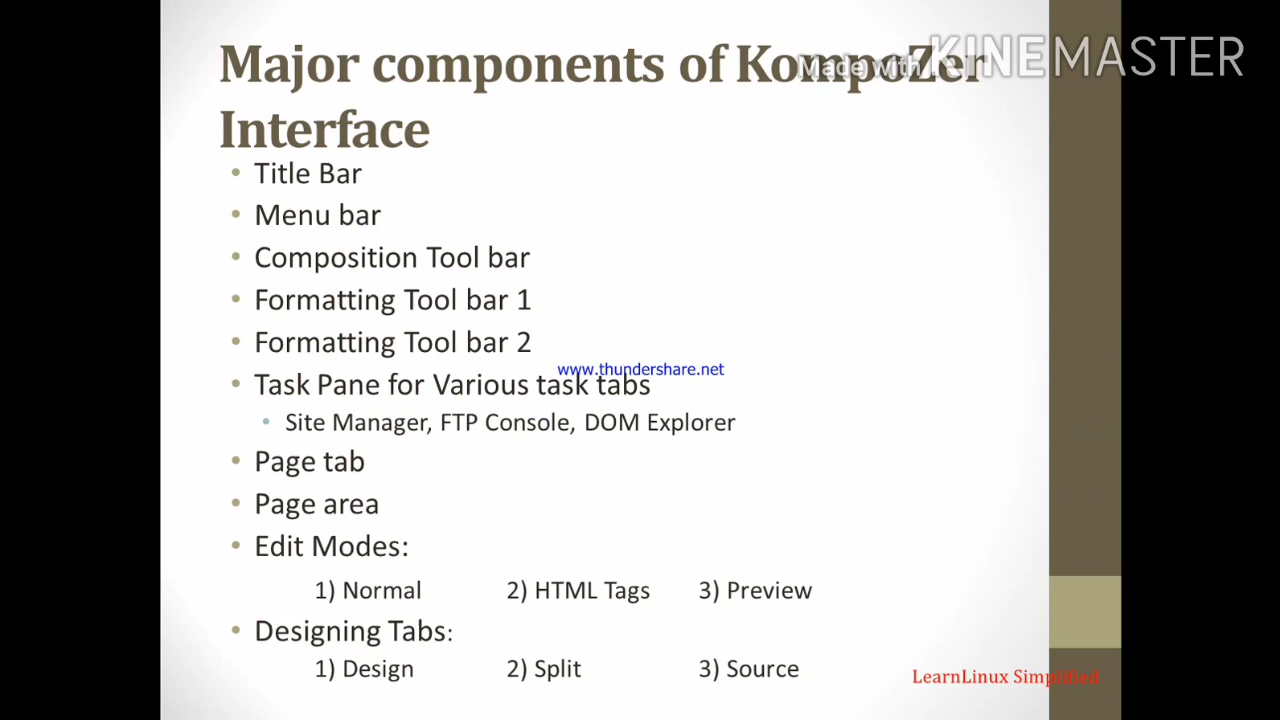 Major components of KompoZer
Made with KINEMASTER
Interface
• Title Bar
• Menu bar
• Composition Tool bar
• Formatting Tool bar 1
• Formatting Tool bar 2
www.thundershare.net
• Task Pane for Various task tabs
• Site Manager, FTP Console, DOM Explorer
• Page tab
• Page area
• Edit Modes:
1) Normal 2) HTML Tags 3) Preview
• Designing Tabs:
1) Design 2) Split 3) Source
LearnLinux Simplified